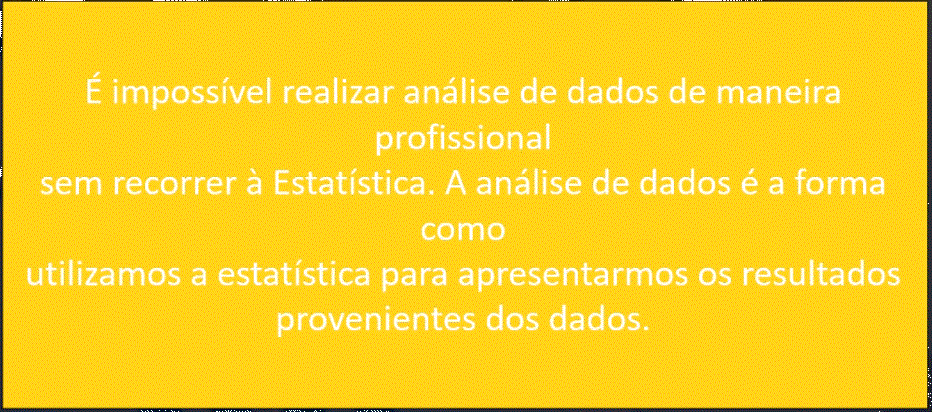 É impossível realizar análise de dados de maneira
profissional
sem recorrer à Estatística. A análise de dados é a forma
como
utilizamos a estatística para apresentarmos os resultados
provenientes dos dados.